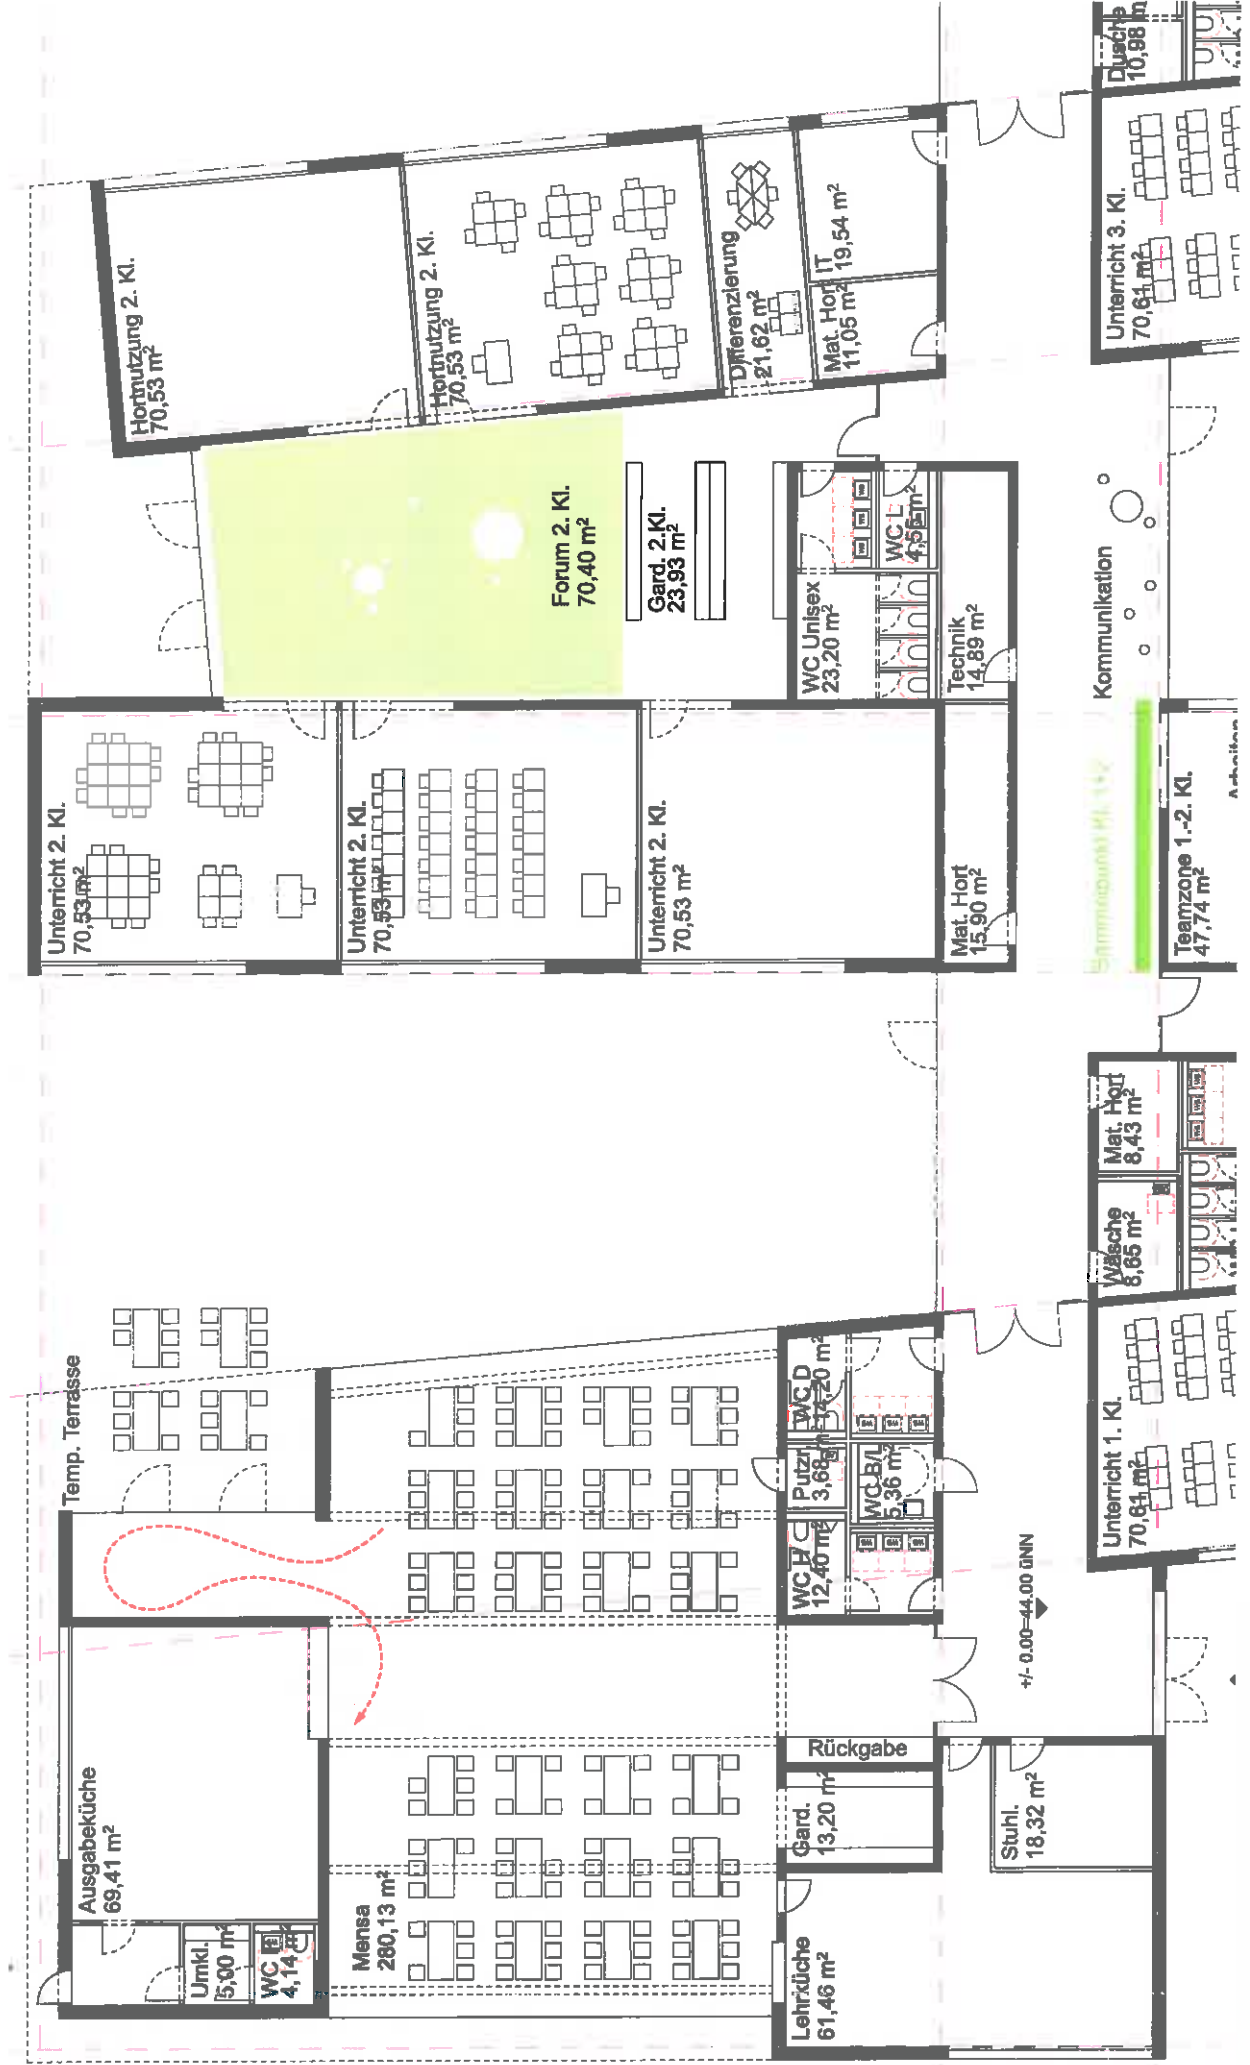 Dusche
10,98 m
Hortnutzung 2. Kl.
70,53 m²
Hortnutzung 2. Kl.
70,53 m²
Differenzierung
21,62 m²
Mat. Hort
11,05 m²
IT
19,54 m²
Unterricht 3. Kl.
70,61 m²
Forum 2. Kl.
70,40 m²
Gard. 2.Kl.
23,93 m²
WC Unisex
23,20 m²
WC L
4,55 m²
Technik
14,89 m²
Kommunikation
Unterricht 2. Kl.
70,53 m²
Unterricht 2. Kl.
70,53 m²
Unterricht 2. Kl.
70,53 m²
Mat. Hort
15,90 m²
Teamzone 1.-2. Kl.
47,74 m²
Mat. Hort
8,43 m²
Wäsche
8,65 m²
Temp. Terrasse
WC D
14,20 m²
Putzr.
3,68 m²
WC B/L
5,36 m²
WC H
12,40 m²
Unterricht 1. Kl.
70,61 m²
+/- 0.00=44.00 üNN
Ausgabeküche
69,41 m²
Rückgabe
Gard.
13,20 m²
Stuhl.
18,32 m²
Umkl.
5,00 m²
WC
4,14 m²
Mensa
280,13 m²
Lehrküche
61,46 m²